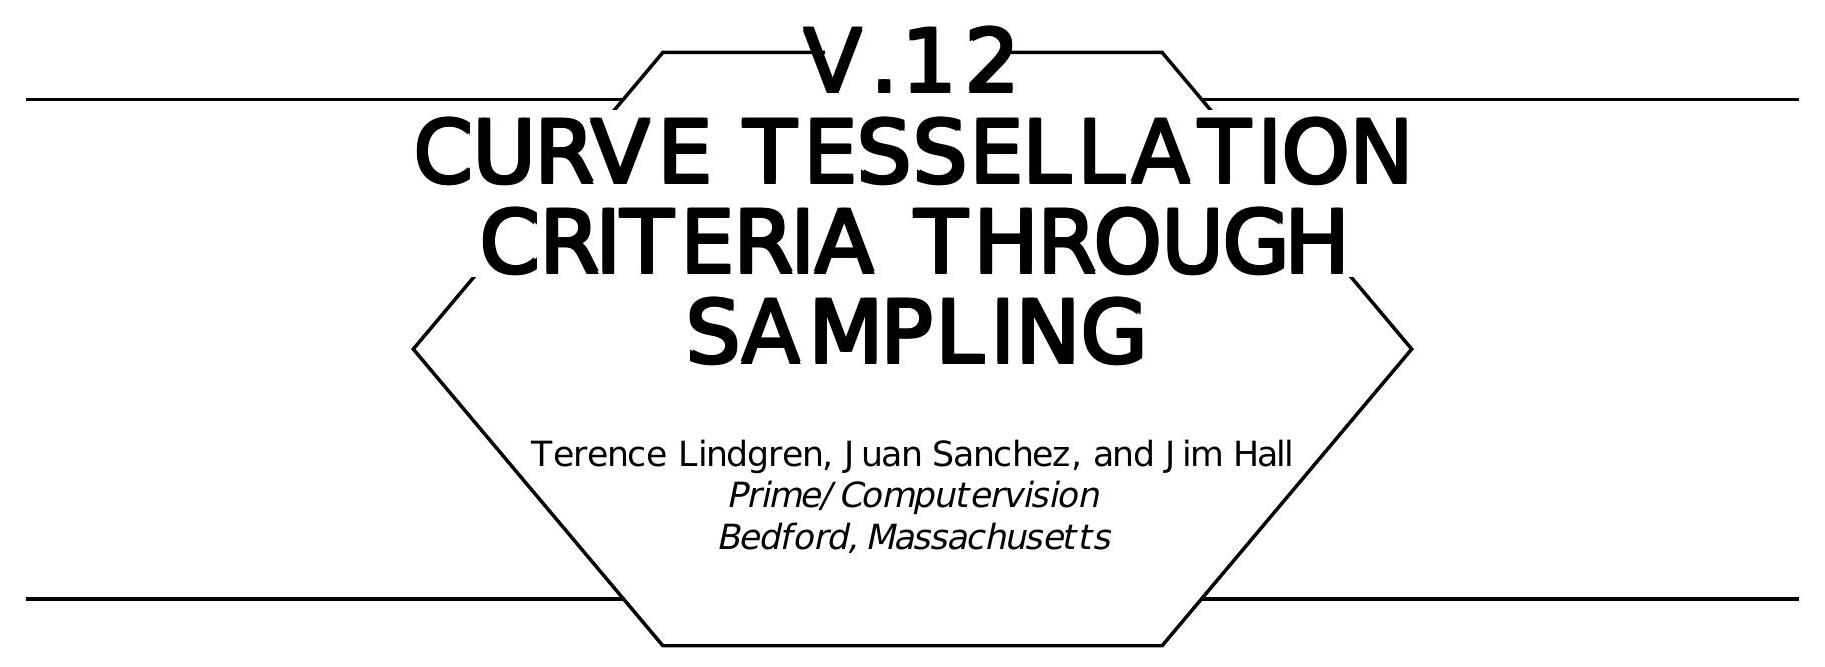 V.12
CURVE TESSELLATION
CRITERIA THROUGH
SAMPLING
Terence Lindgren, Juan Sanchez, and Jim Hall
Prime/Computervision
Bedford, Massachusetts